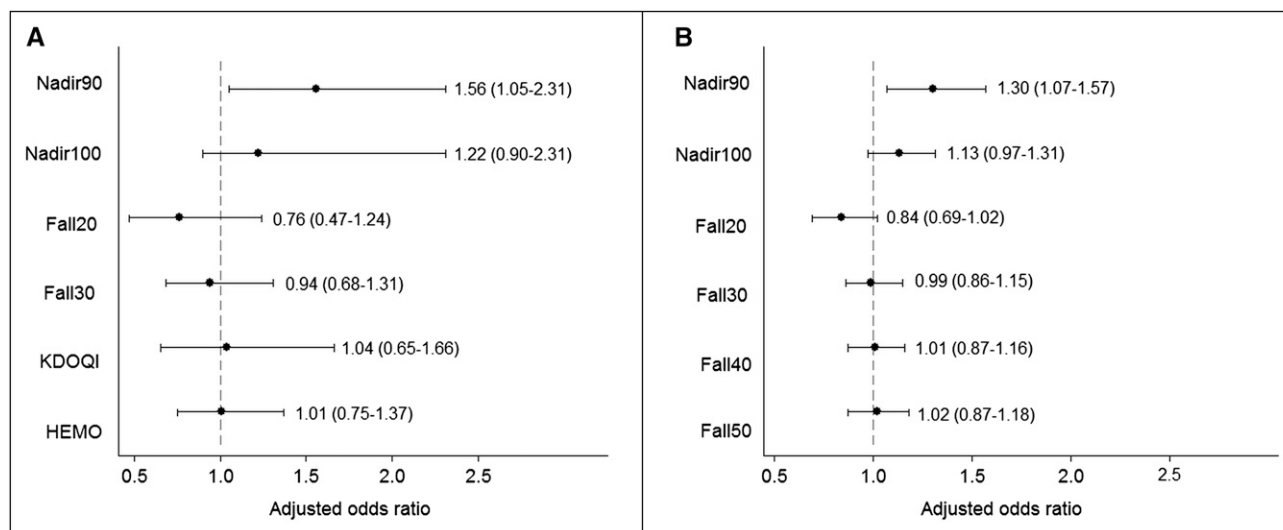 A
Nadir90
1.56 (1.05-2.31)
Nadir100
1.22 (0.90-2.31)
Fall20
0.76 (0.47-1.24)
Fall30
0.94 (0.68-1.31)
KDOQI
1.04 (0.65-1.66)
HEMO
1.01 (0.75-1.37)
0.5 1.0 1.5 2.0 2.5
Adjusted odds ratio
B
Nadir90
1.30 (1.07-1.57)
Nadir100
1.13 (0.97-1.31)
Fall20
0.84 (0.69-1.02)
Fall30
0.99 (0.86-1.15)
Fall40
1.01 (0.87-1.16)
Fall50
1.02 (0.87-1.18)
0.5 1.0 1.5 2.0 2.5
Adjusted odds ratio